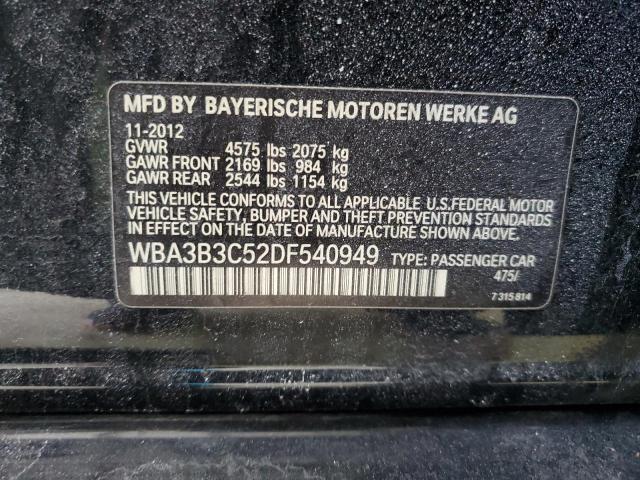 MFD BY BAYERISCHE MOTOREN WERKE AG
11-2012
GVWR 4575 lbs 2075 kg
GAWR FRONT 2169 lbs 984 kg
GAWR REAR 2544 lbs 1154 kg
THIS VEHICLE CONFORMS TO ALL APPLICABLE U.S.FEDERAL MOTOR
VEHICLE SAFETY, BUMPER AND THEFT PREVENTION STANDARDS
IN EFFECT ON THE DATE OF MANUFACTURE SHOWN ABOVE.
WBA3B3C52DF540949 TYPE: PASSENGER CAR
475/
7 315 814